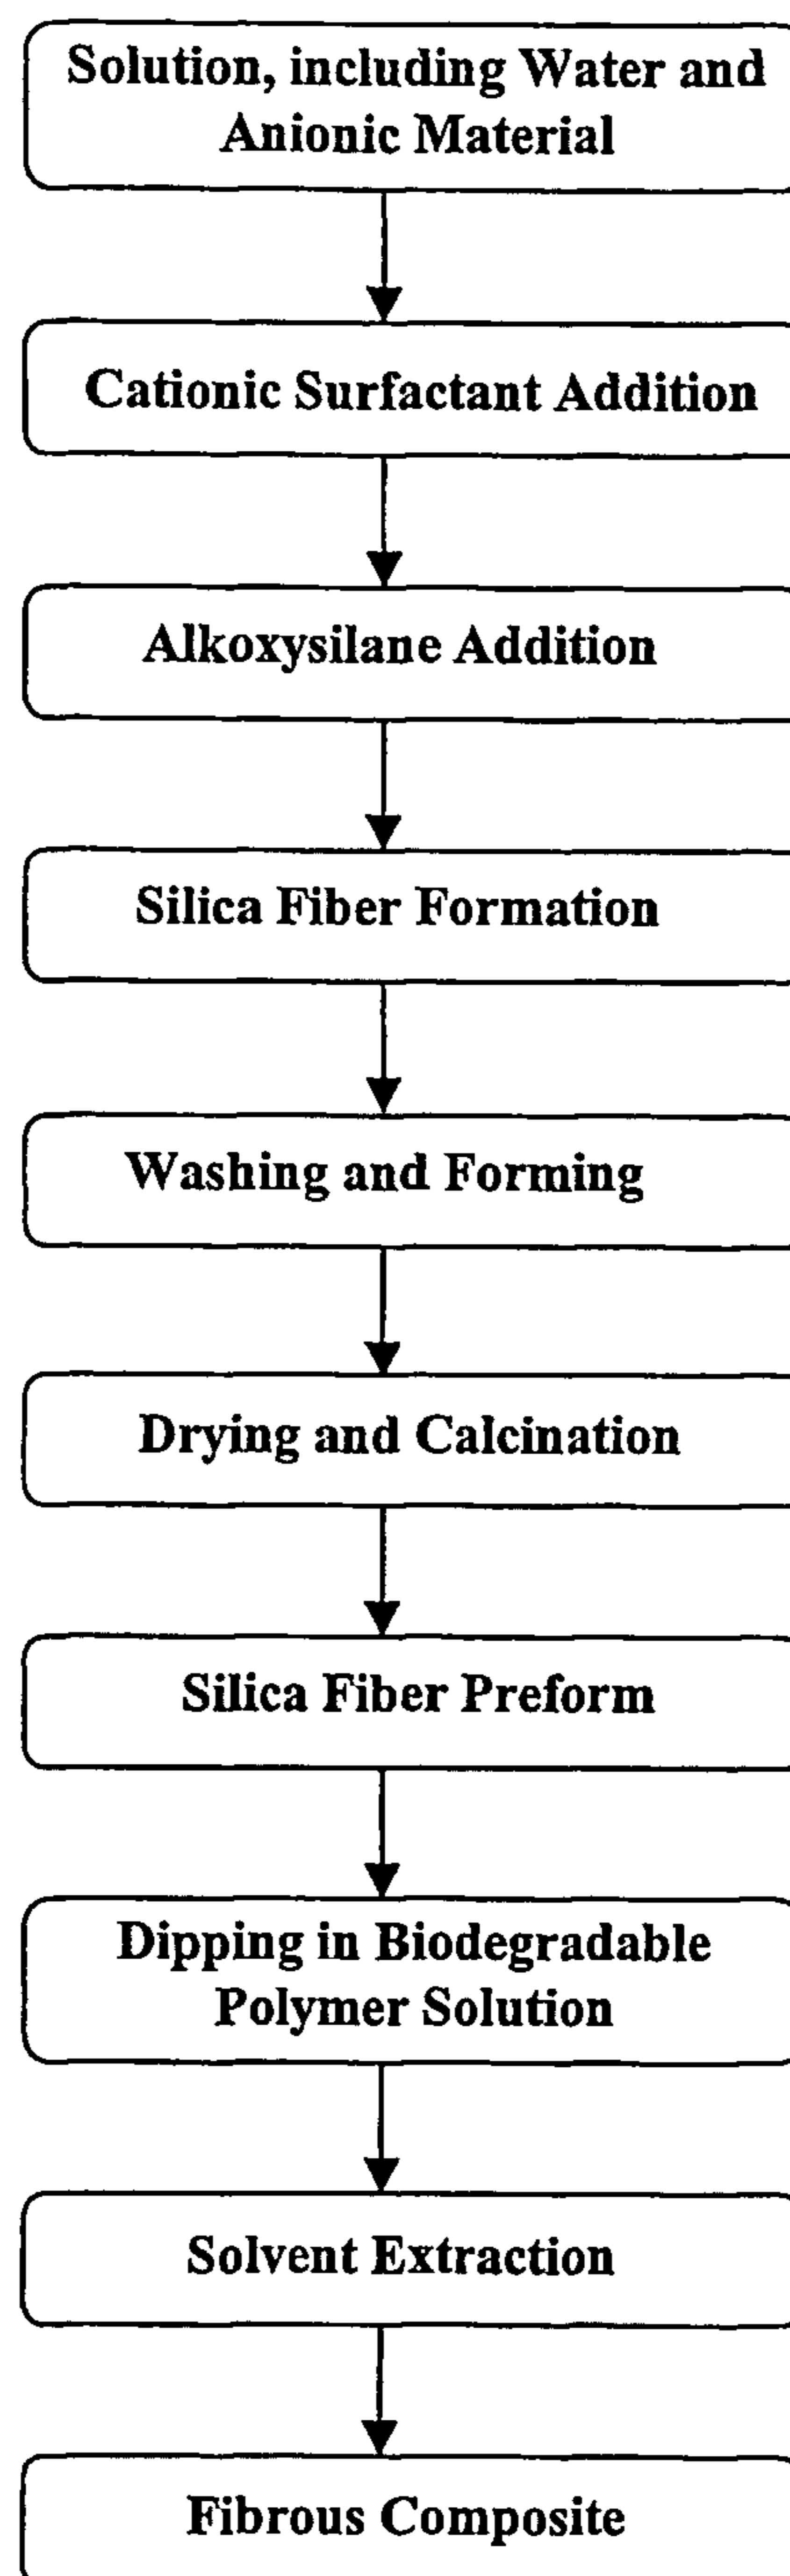 Solution, including Water and
Anionic Material
Cationic Surfactant Addition
Alkoxysilane Addition
Silica Fiber Formation
Washing and Forming
Drying and Calcination
Silica Fiber Preform
Dipping in Biodegradable
Polymer Solution
Solvent Extraction
Fibrous Composite